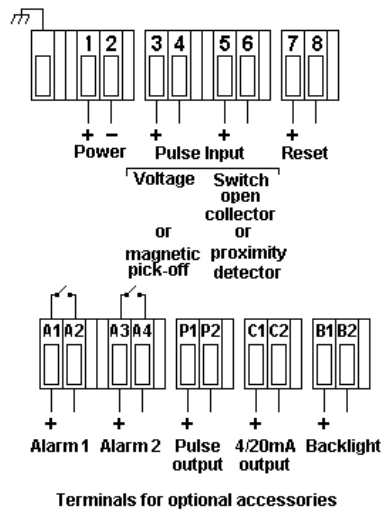 1 2 3 4 5 6 7 8
+ − + + +
Power Pulse Input Reset
Voltage Switch
open
collector
or or
magnetic proximity
pick-off detector
A1 A2 A3 A4 P1 P2 C1 C2 B1 B2
+ + + + +
Alarm 1 Alarm 2 Pulse 4/20mA Backlight
output output
Terminals for optional accessories